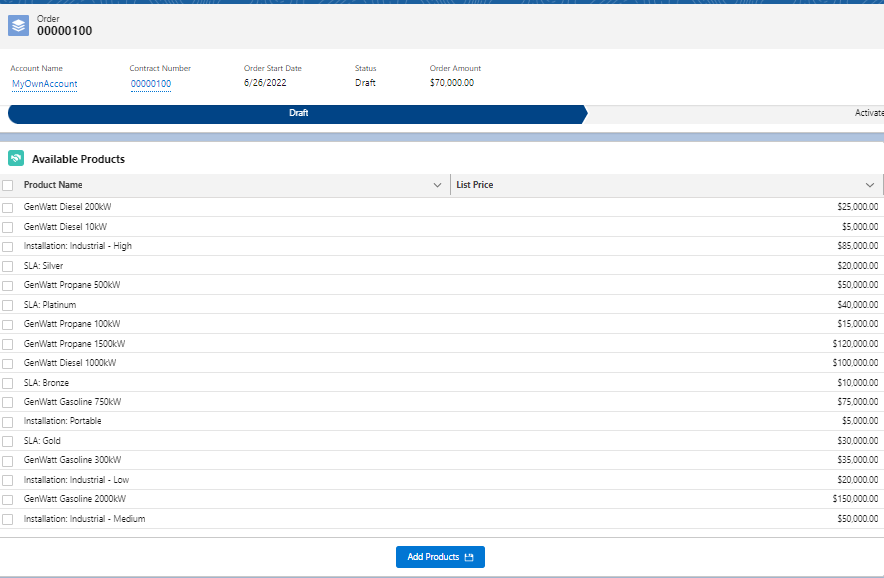 Order
00000100
Account Name Contract Number Order Start Date Status Order Amount
MyOwnAccount 00000100 6/26/2022 Draft $70,000.00
Draft Activate
Available Products
Product Name List Price
GenWatt Diesel 200kW $25,000.00
GenWatt Diesel 10kW $5,000.00
Installation: Industrial - High $85,000.00
SLA: Silver $20,000.00
GenWatt Propane 500kW $50,000.00
SLA: Platinum $40,000.00
GenWatt Propane 100kW $15,000.00
GenWatt Propane 1500kW $120,000.00
GenWatt Diesel 1000kW $100,000.00
SLA: Bronze $10,000.00
GenWatt Gasoline 750kW $75,000.00
Installation: Portable $5,000.00
SLA: Gold $30,000.00
GenWatt Gasoline 300kW $35,000.00
Installation: Industrial - Low $20,000.00
GenWatt Gasoline 2000kW $150,000.00
Installation: Industrial - Medium $50,000.00
Add Products